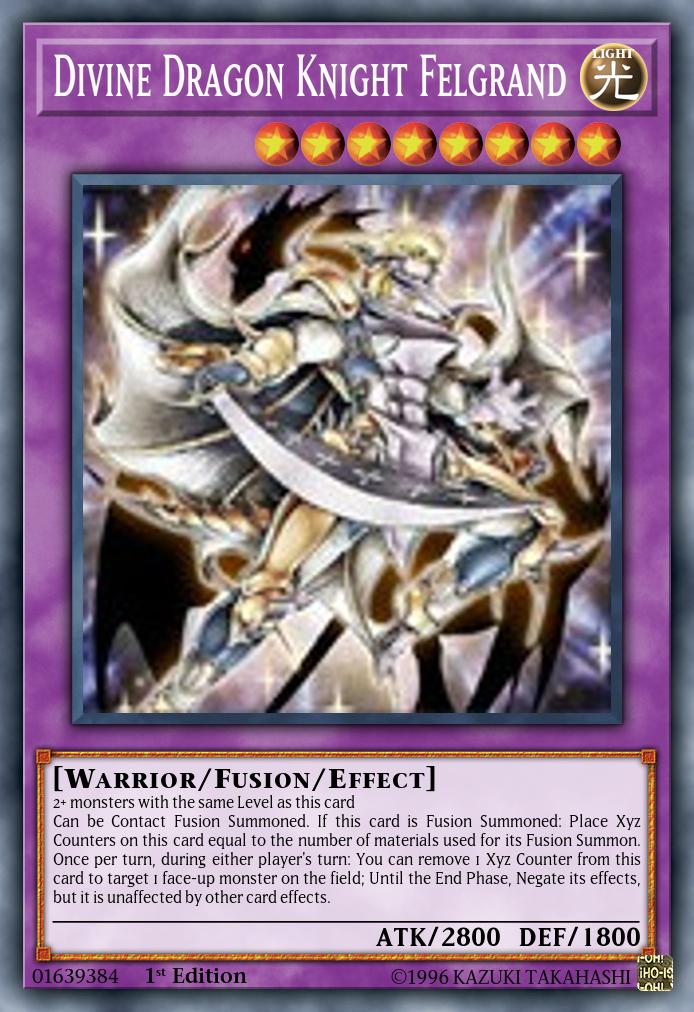 DIVINE DRAGON KNIGHT FELGRAND
LIGHT
光
[WARRIOR/FUSION/EFFECT]
2+ monsters with the same Level as this card
Can be Contact Fusion Summoned. If this card is Fusion Summoned: Place Xyz
Counters on this card equal to the number of materials used for its Fusion Summon.
Once per turn, during either player's turn: You can remove 1 Xyz Counter from this
card to target 1 face-up monster on the field; Until the End Phase, Negate its effects,
but it is unaffected by other card effects.
ATK/2800 DEF/1800
01639384 1st Edition ©1996 KAZUKI TAKAHASHI